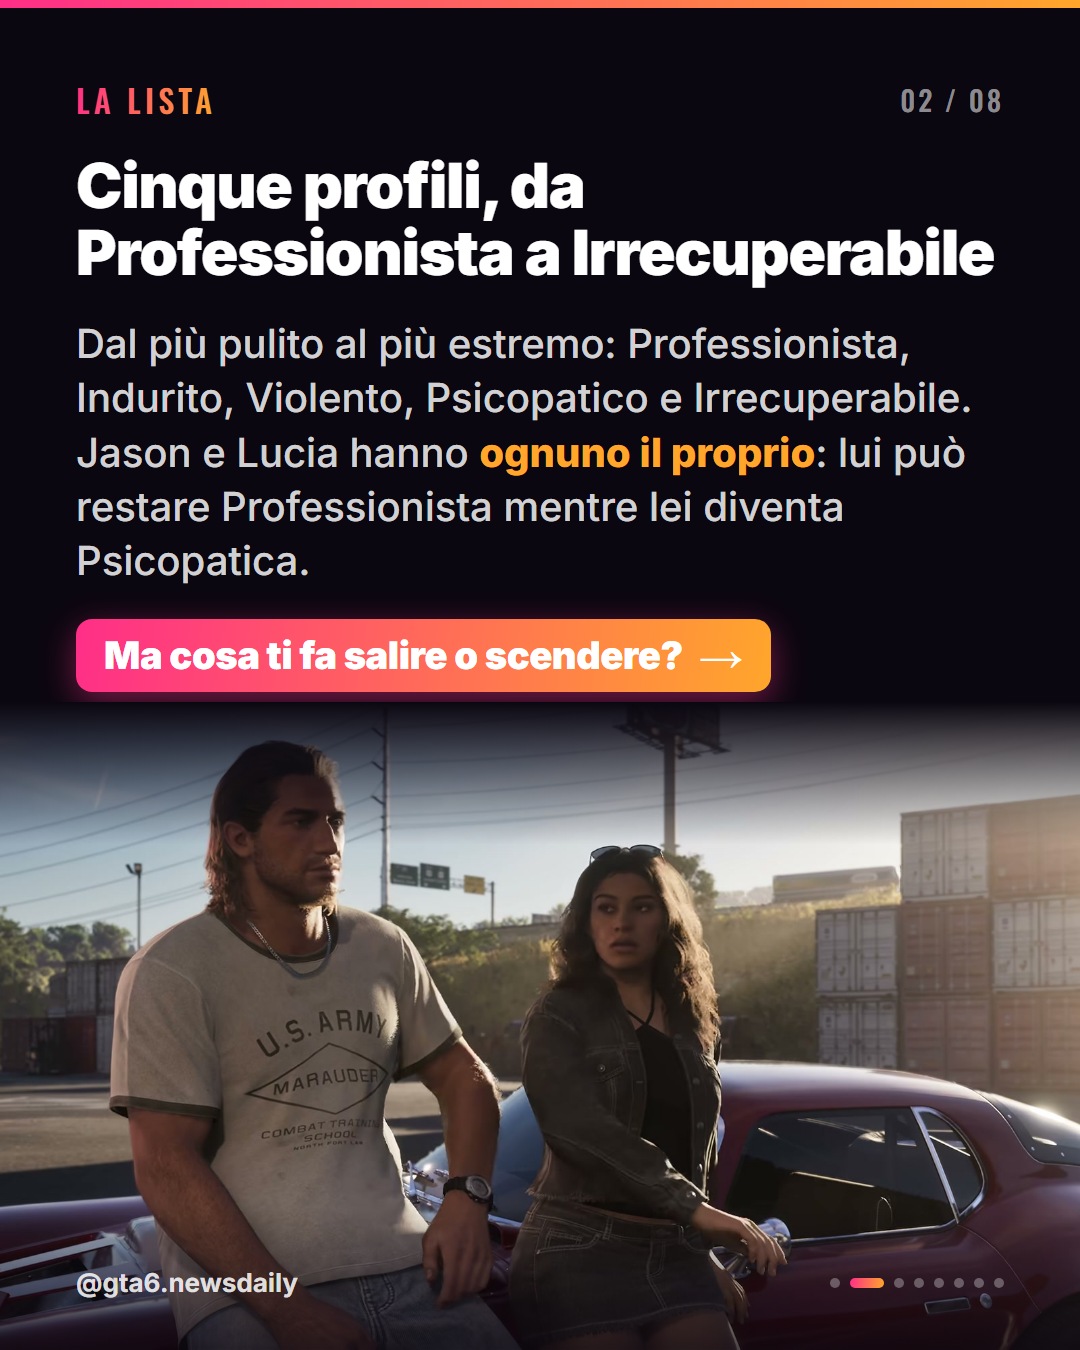 LA LISTA
02 / 08
Cinque profili, da
Professionista a Irrecuperabile
Dal più pulito al più estremo: Professionista,
Indurito, Violento, Psicopatico e Irrecuperabile.
Jason e Lucia hanno ognuno il proprio: lui può
restare Professionista mentre lei diventa
Psicopatica.
Ma cosa ti fa salire o scendere? →
U.S. ARMY
MARAUDER
COMBAT TRAINING
SCHOOL
@gta6.newsdaily